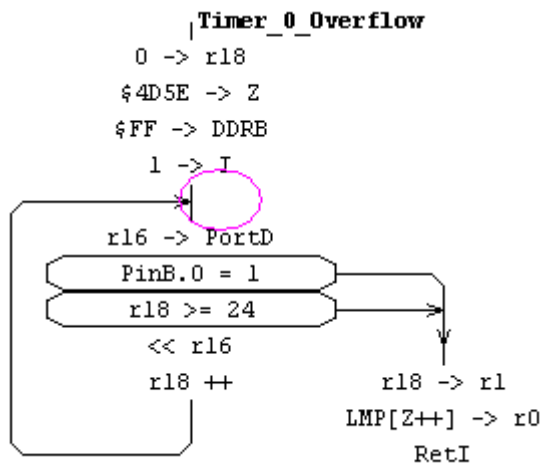 Timer_0_Overflow
0 -> r18
$4D5E -> Z
$FF -> DDRB
1 -> I
r16 -> PortD
PinB.0 = 1
r18 >= 24
<< r16
r18 ++
r18 -> r1
LMP[Z++] -> r0
RetI